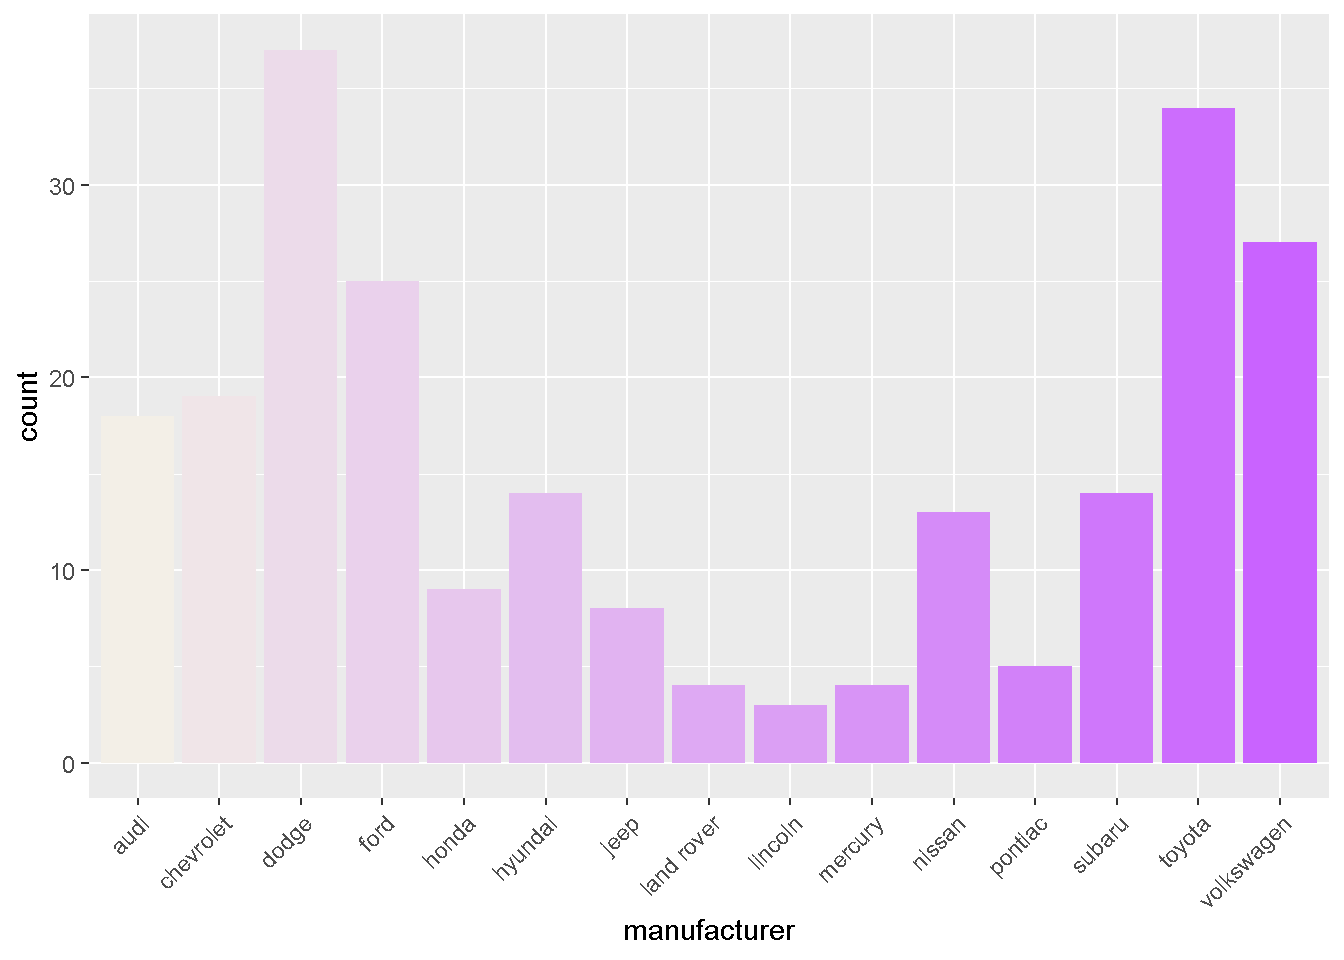 30
20
10
0
count
audi
chevrolet
dodge
ford
honda
hyundai
jeep
land rover
lincoln
mercury
nissan
pontiac
subaru
toyota
volkswagen
manufacturer